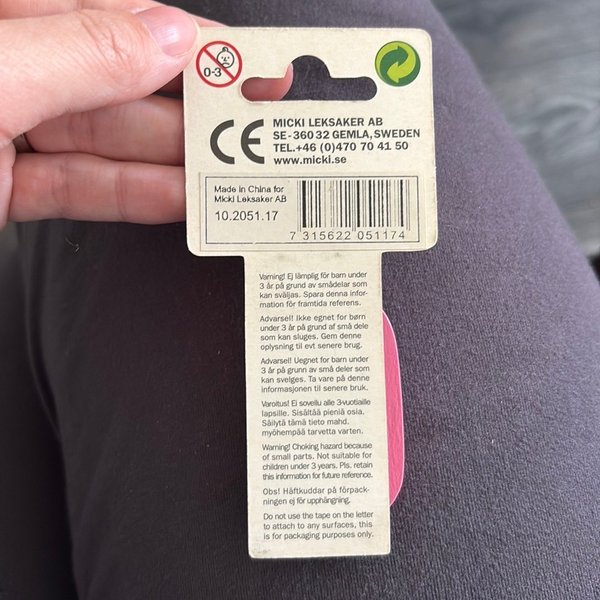 0-3
CE
MICKI LEKSAKER AB
SE-360 32 GEMLA, SWEDEN
TEL.+46 (0)470 70 41 50
www.micki.se
Made in China for
Micki Leksaker AB
10.2051.17
7 315622 051174
Varning! Ej lämplig för barn under
3 år på grund av smådelar som
kan sväljas. Spara denna infor-
mation för framtida referens.
Advarsel! Ikke egnet for børn
under 3 år på grund af små dele
som kan sluges. Gem denne
oplysning til evt senere brug.
Advarsel! Uegnet for barn under
3 år på grunn av små deler som
kan svelges. Ta vare på denne
informasjonen til senere bruk.
Varoitus! Ei sovellu alle 3-vuotiaille
lapsille. Sisältää pieniä osia.
Säilytä tämä tieto mahd.
myöhempää tarvetta varten.
Warning! Choking hazard because
of small parts. Not suitable for
children under 3 years. Pls. retain
this information for future reference.
Obs! Häftkuddar på förpack-
ningen ej för upphängning.
Do not use the tape on the letter
to attach to any surfaces, this
is for packaging purposes only.